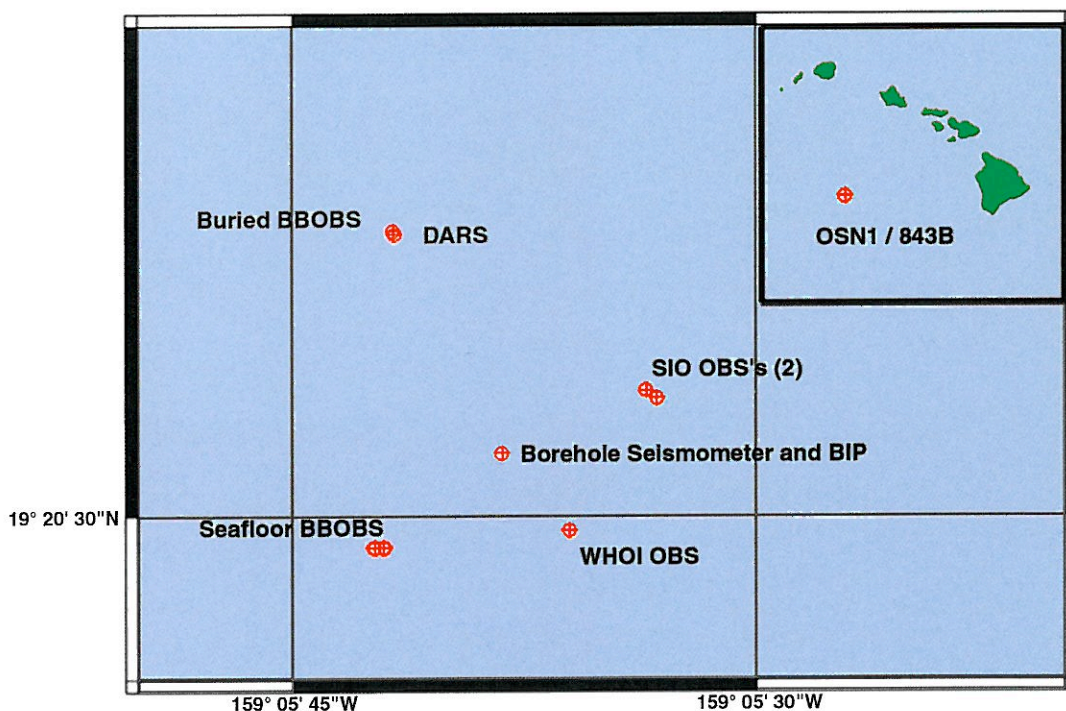 Buried BBOBS
DARS
OSN1 / 843B
SIO OBS's (2)
Borehole Seismometer and BIP
19° 20' 30"N
Seafloor BBOBS
WHOI OBS
159° 05' 45"W
159° 05' 30"W